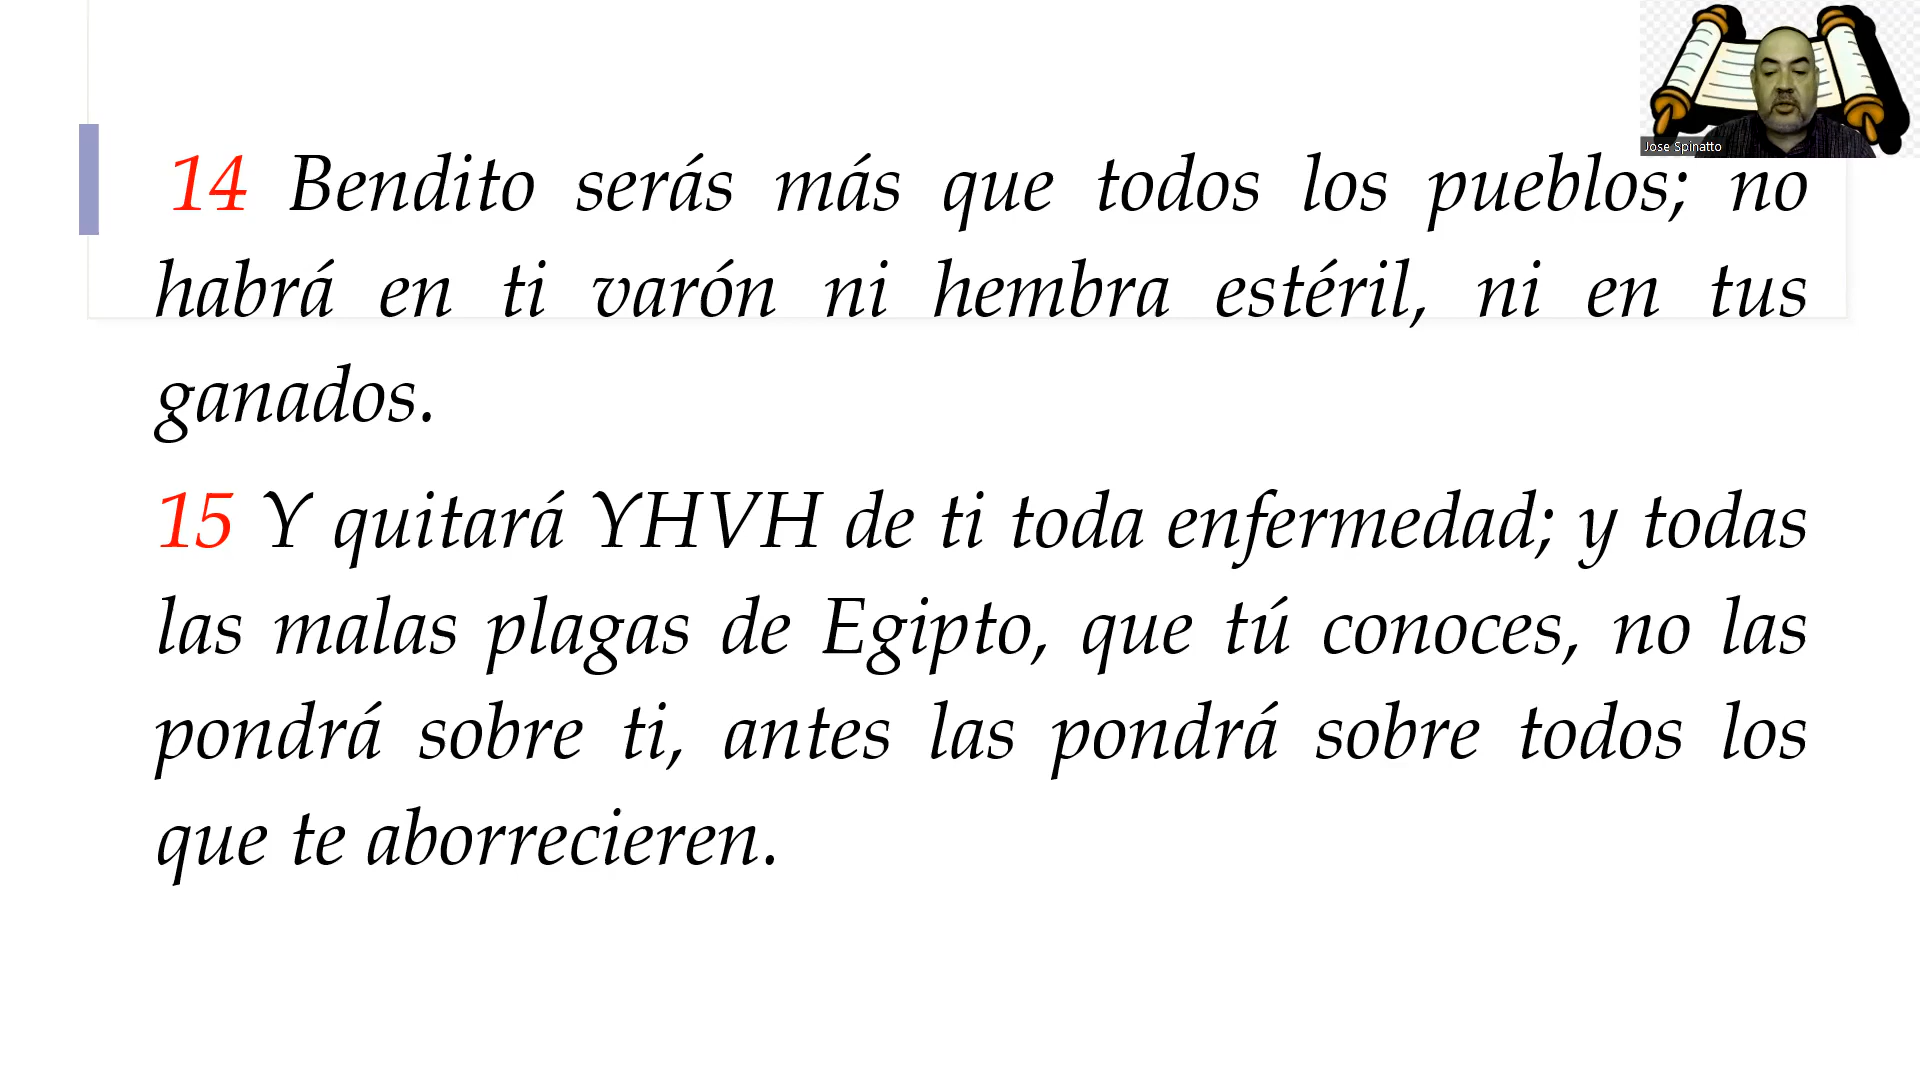 Jose Spinatto
14 Bendito serás más que todos los pueblos; no
habrá en ti varón ni hembra estéril, ni en tus
ganados.
15 Y quitará YHVH de ti toda enfermedad; y todas
las malas plagas de Egipto, que tú conoces, no las
pondrá sobre ti, antes las pondrá sobre todos los
que te aborrecieren.